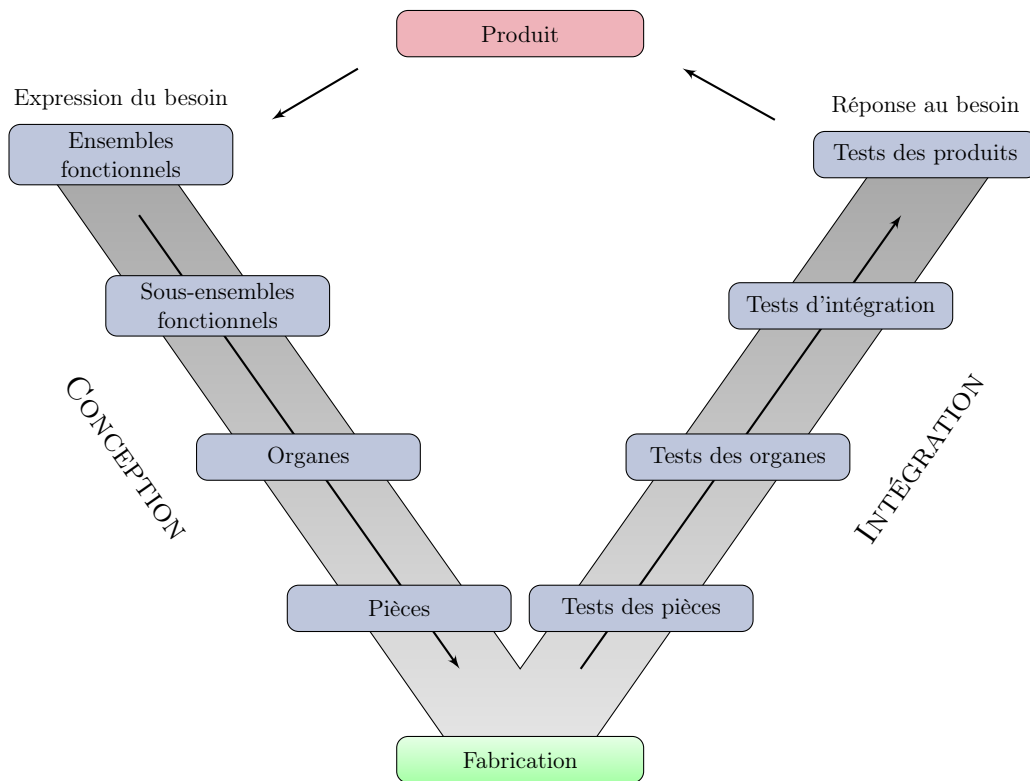 Produit
Expression du besoin
Réponse au besoin
Ensembles
fonctionnels
Tests des produits
Sous-ensembles
fonctionnels
Tests d'intégration
Conception
Intégration
Organes
Tests des organes
Pièces
Tests des pièces
Fabrication